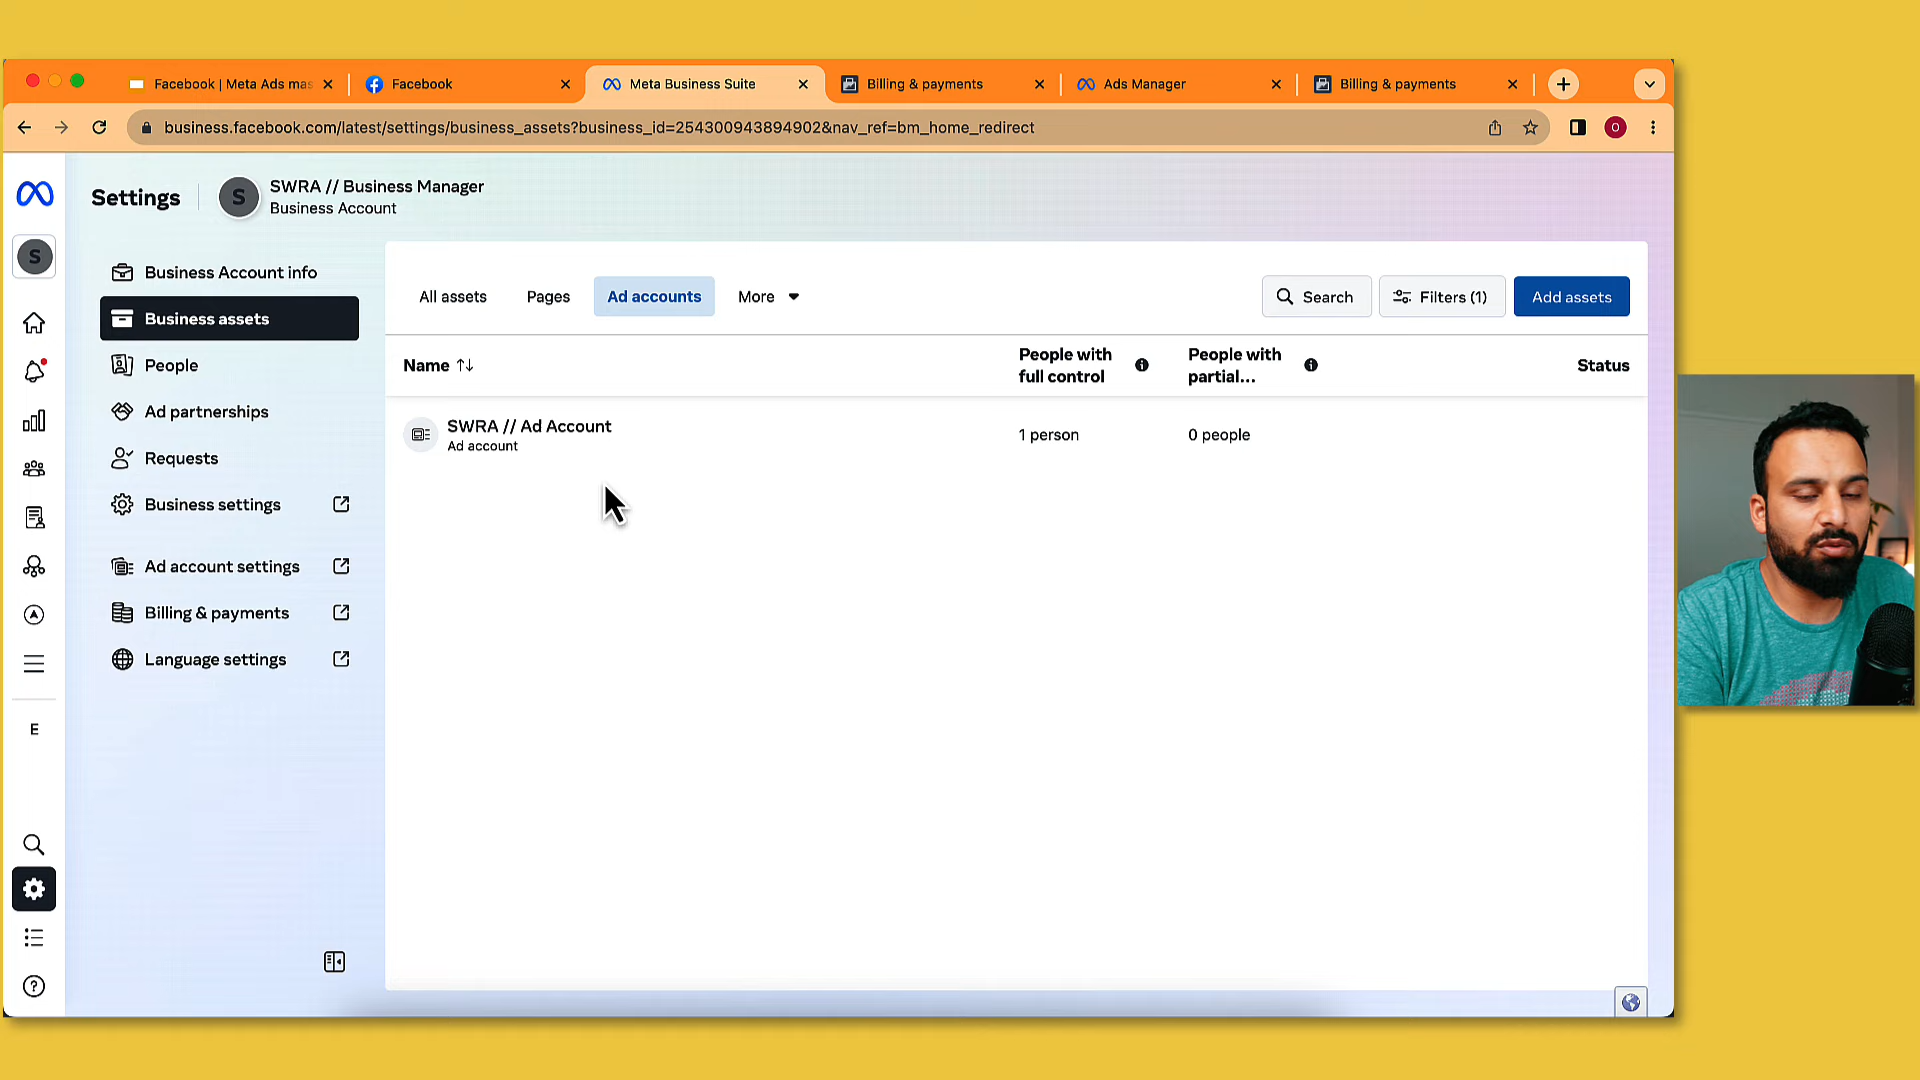 Facebook | Meta Ads mas
Facebook
Meta Business Suite
Billing & payments
Ads Manager
Billing & payments
business.facebook.com/latest/settings/business_assets?business_id=254300943894902&nav_ref=bm_home_redirect
O
Settings
S
SWRA // Business Manager
Business Account
S
Business Account info
Business assets
People
Ad partnerships
Requests
Business settings
Ad account settings
Billing & payments
Language settings
E
All assets
Pages
Ad accounts
More
Search
Filters (1)
Add assets
Name
People with full control
People with partial...
Status
SWRA // Ad Account
Ad account
1 person
0 people